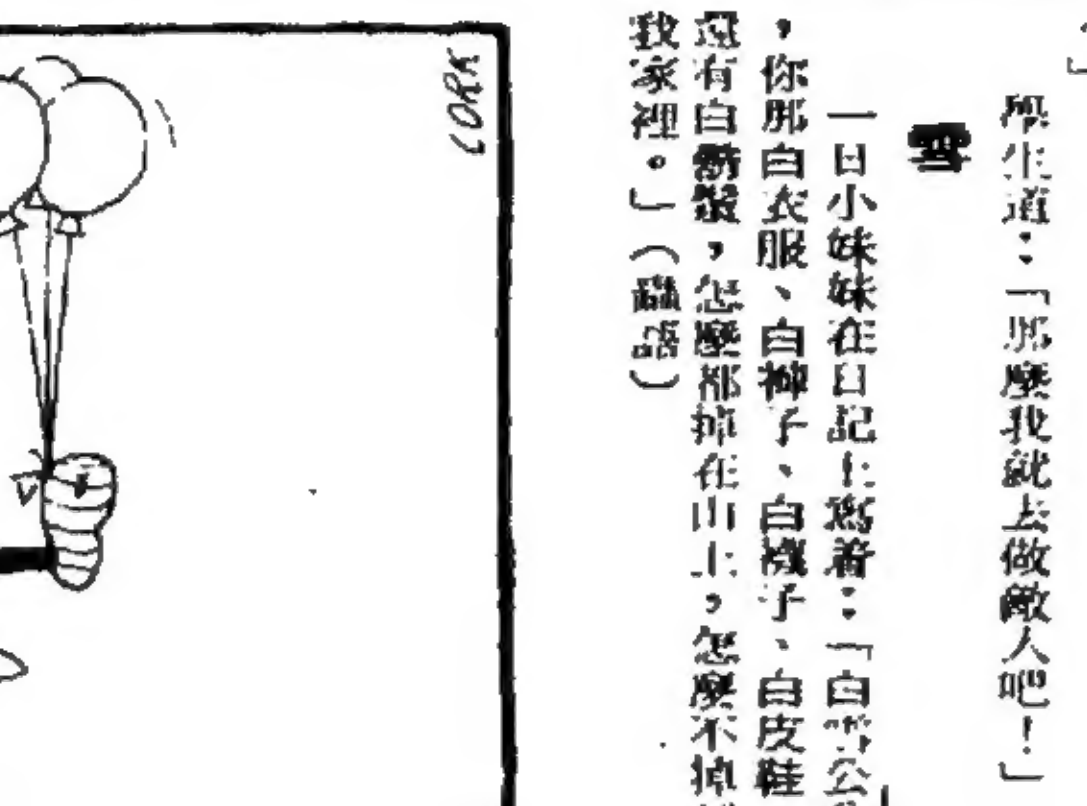 。」
學生道：「那麼我就去做敵人吧！」
雪
一日小妹妹在日記上寫着：「白雪公
，你那白衣服、白褲子、白襪子、白皮鞋
還有白粉裝，怎麼都掉在山上，怎麼不掉
我家裡。」（蟲語）
CORK